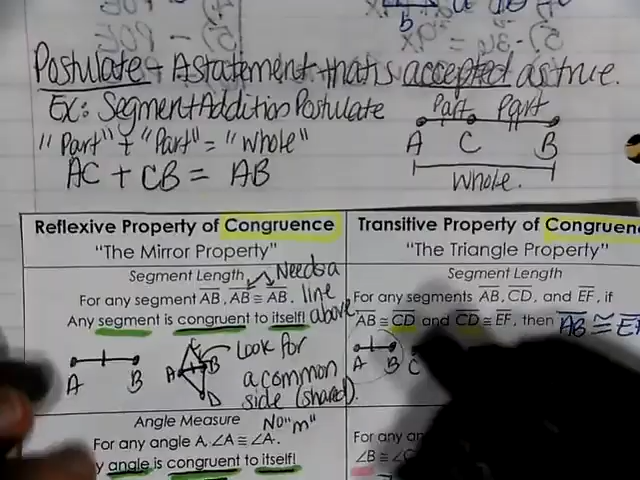 b
Postulate - A statement that is accepted as true.
Ex: Segment Addition Postulate
Part Part
"Part" + "Part" = "whole"
A C B
AC + CB = AB
whole.
Reflexive Property of Congruence
"The Mirror Property"
Segment Length
Needs a line above
For any segment AB, AB ≅ AB.
Any segment is congruent to itself!
A B
A B D
Look for
a common
side (shared).
Angle Measure
No "m"
For any angle A, ∠A ≅ ∠A.
angle is congruent to itself!
Transitive Property of
"The Triangle Property"
Segment Length
For any segments AB, CD, and EF, if
AB ≅ CD and CD ≅ EF, then AB ≅
A B C
For any
∠B ≅